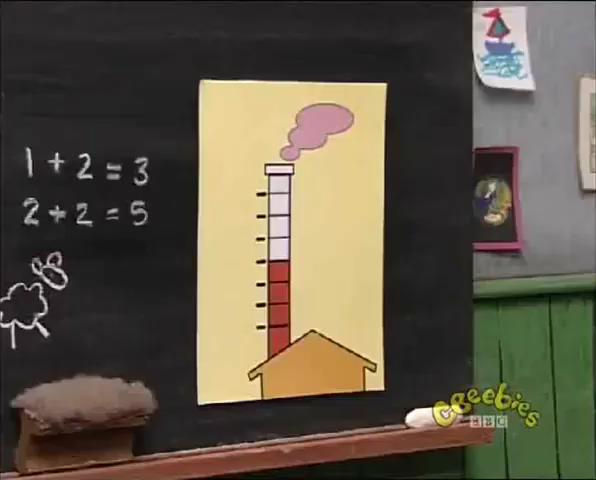 1 + 2 = 3
2 + 2 = 5
cbeebies
BBC